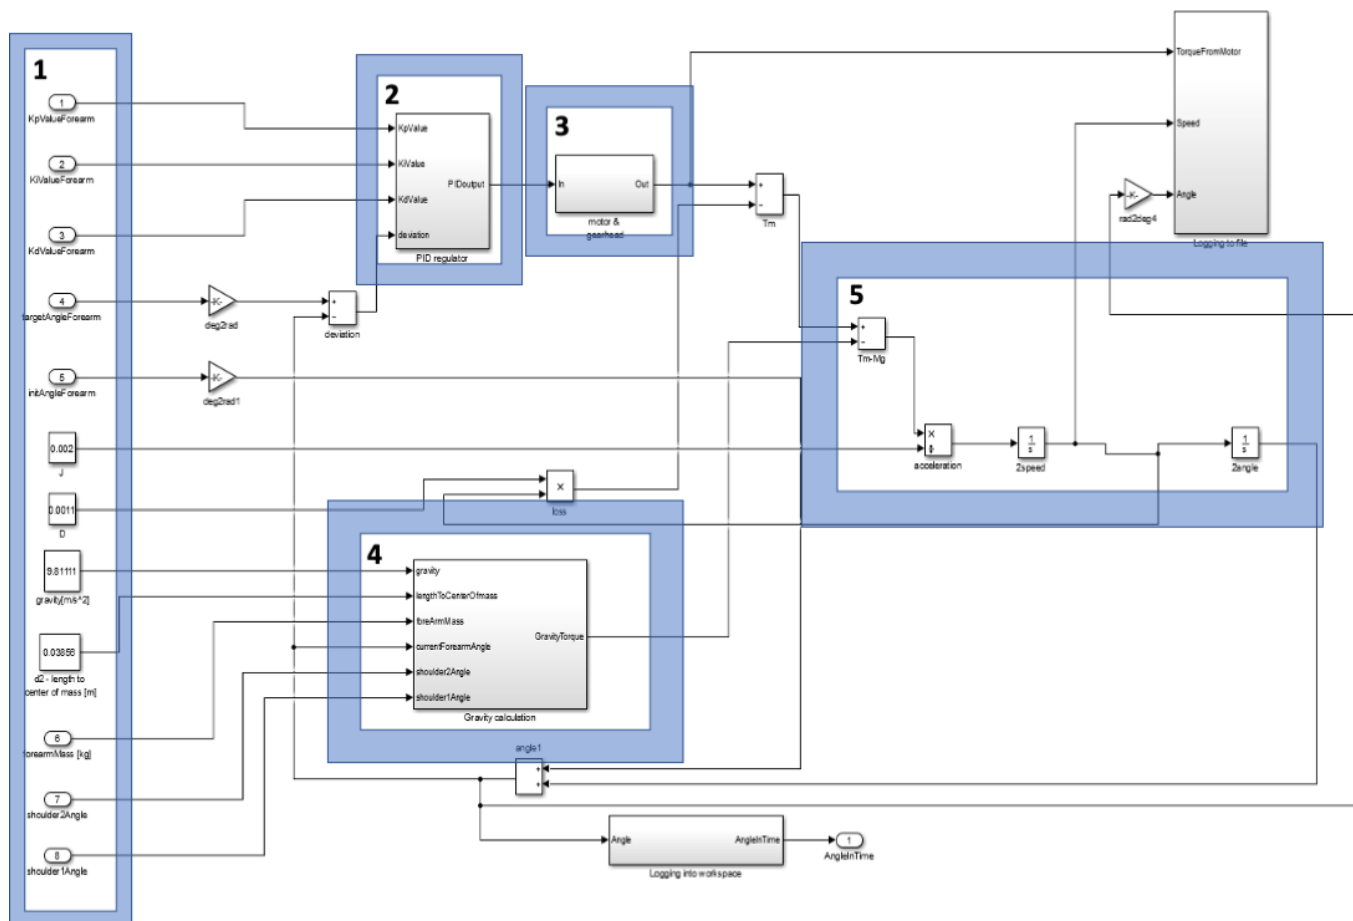 1
1
KpValueForearm
2
KiValueForearm
3
KdValueForearm
4
targetAngleForearm
5
initAngleForearm
0.002
J
0.0011
D
9.81111
gravity[m/s^2]
0.03856
d2 - length to
center of mass [m]
6
forearmMass [kg]
7
shoulder2Angle
8
shoulder1Angle
-K-
deg2rad
-K-
deg2rad1
deviation
2
KpValue
KiValue
KdValue
deviation
PIDoutput
PID regulator
3
In
Out
motor &
gearhead
Tm
loss
4
gravity
lengthToCenterOfmass
foreArmMass
currentForearmAngle
shoulder2Angle
shoulder1Angle
GravityTorque
Gravity calculation
angle1
Angle
AngleInTime
Logging into workspace
1
AngleInTime
5
Tm-Mg
acceleration
1
s
2speed
1
s
2angle
-K-
rad2deg4
TorqueFromMotor
Speed
Angle
Logging to file